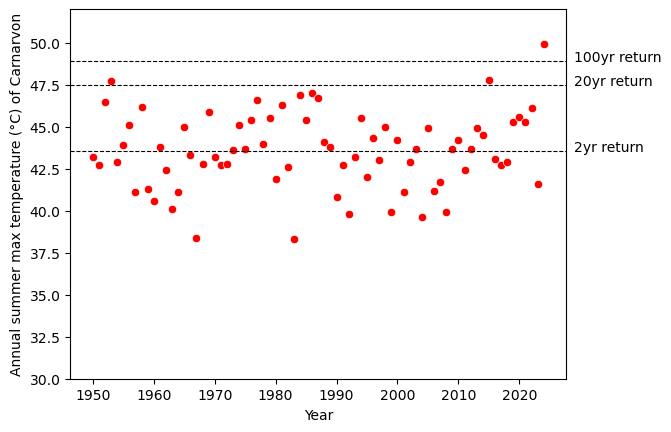 Annual summer max temperature (°C) of Carnarvon
50.0
47.5
45.0
42.5
40.0
37.5
35.0
32.5
30.0
100yr return
20yr return
2yr return
1950 1960 1970 1980 1990 2000 2010 2020
Year